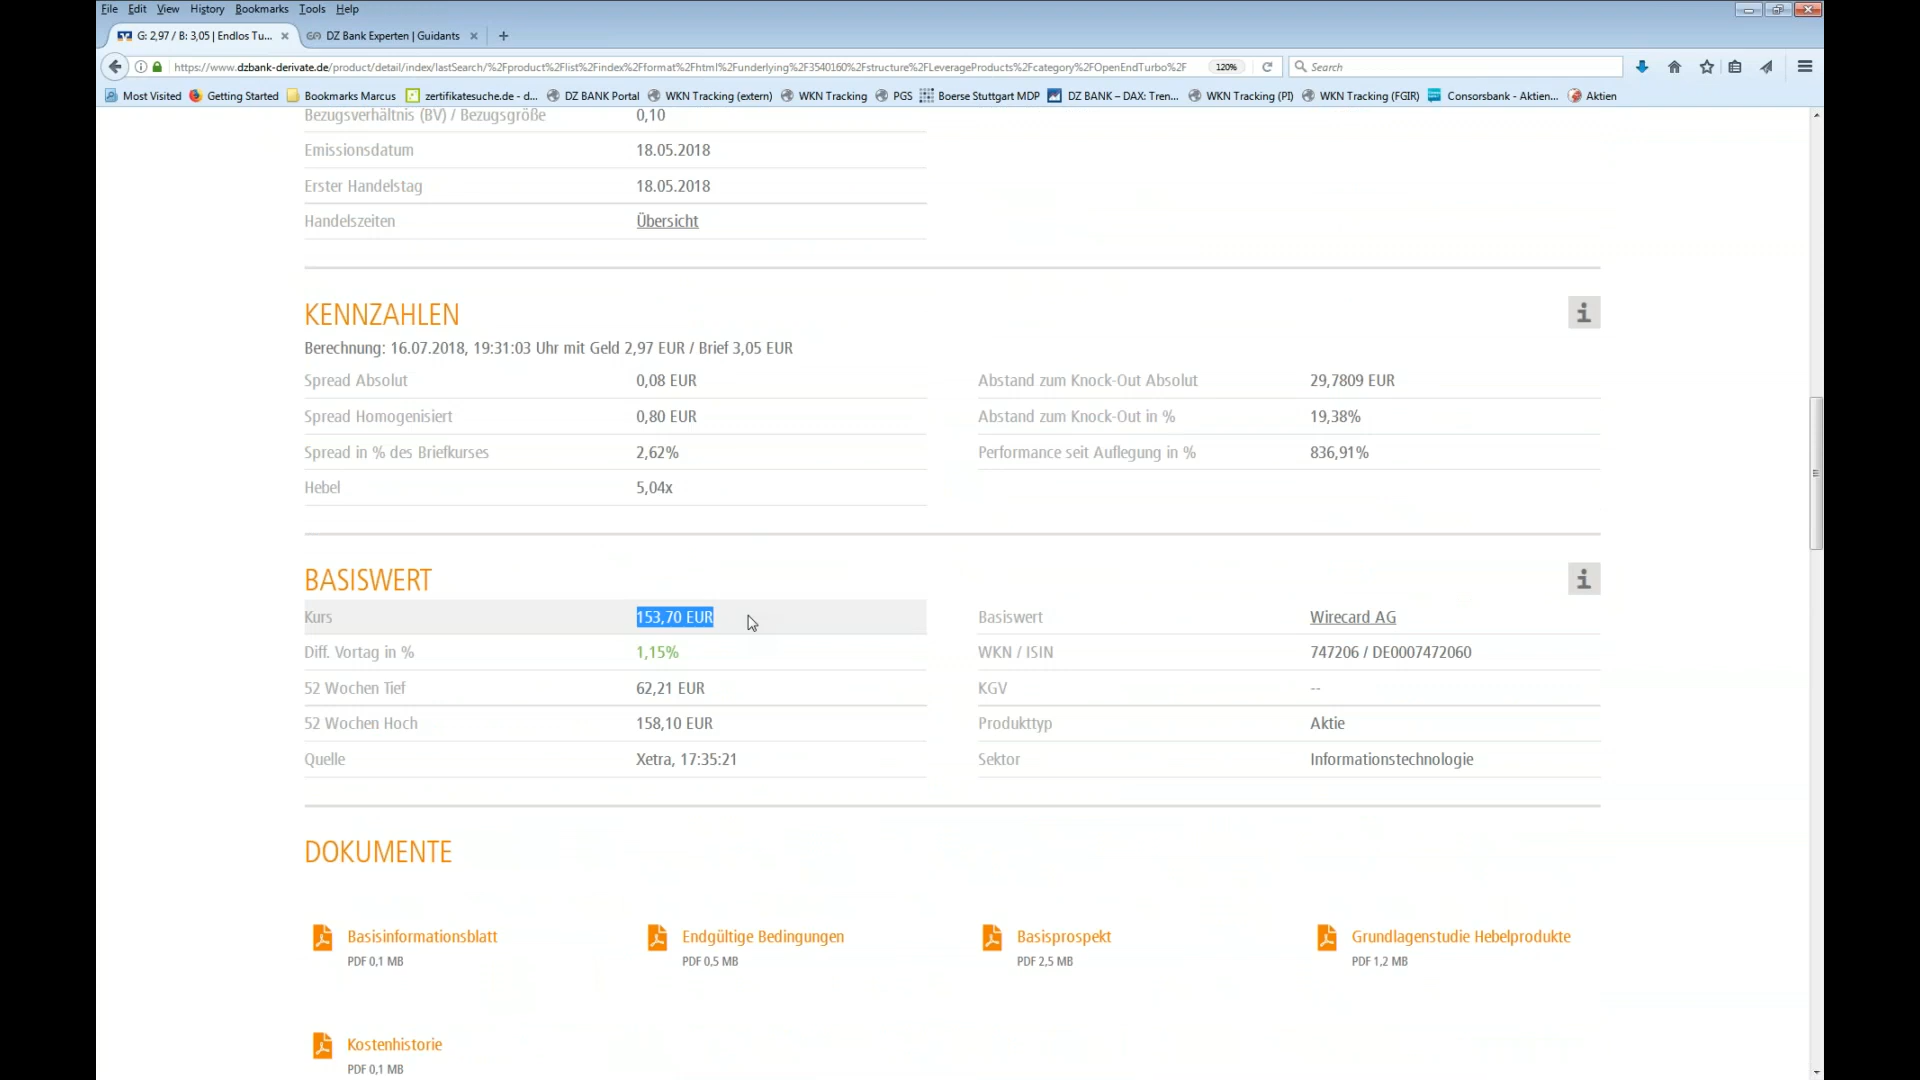 File Edit View History Bookmarks Tools Help
G: 2,97 / B: 3,05 | Endlos Tu... DZ Bank Experten | Guidants
https://www.dzbank-derivate.de/product/detail/index/lastSearch/%2Fproduct%2Flist%2Findex%2Fformat%2Fhtml%2Funderlying%2F3540160%2Fstructure%2FLeverageProducts%2Fcategory%2FOpenEndTurbo%2F 120% Search
Most Visited Getting Started Bookmarks Marcus zertifikatesuche.de - d... DZ BANK Portal WKN Tracking (extern) WKN Tracking PGS Boerse Stuttgart MDP DZ BANK – DAX: Tren... WKN Tracking (PI) WKN Tracking (FGIR) Consorsbank - Aktien... Aktien
Bezugsverhältnis (BV) / Bezugsgröße 0,10
Emissionsdatum 18.05.2018
Erster Handelstag 18.05.2018
Handelszeiten Übersicht
KENNZAHLEN
Berechnung: 16.07.2018, 19:31:03 Uhr mit Geld 2,97 EUR / Brief 3,05 EUR
Spread Absolut 0,08 EUR Abstand zum Knock-Out Absolut 29,7809 EUR
Spread Homogenisiert 0,80 EUR Abstand zum Knock-Out in % 19,38%
Spread in % des Briefkurses 2,62% Performance seit Auflegung in % 836,91%
Hebel 5,04x
BASISWERT
Kurs 153,70 EUR Basiswert Wirecard AG
Diff. Vortag in % 1,15% WKN / ISIN 747206 / DE0007472060
52 Wochen Tief 62,21 EUR KGV --
52 Wochen Hoch 158,10 EUR Produkttyp Aktie
Quelle Xetra, 17:35:21 Sektor Informationstechnologie
DOKUMENTE
Basisinformationsblatt Endgültige Bedingungen Basisprospekt Grundlagenstudie Hebelprodukte
PDF 0,1 MB PDF 0,5 MB PDF 2,5 MB PDF 1,2 MB
Kostenhistorie
PDF 0,1 MB